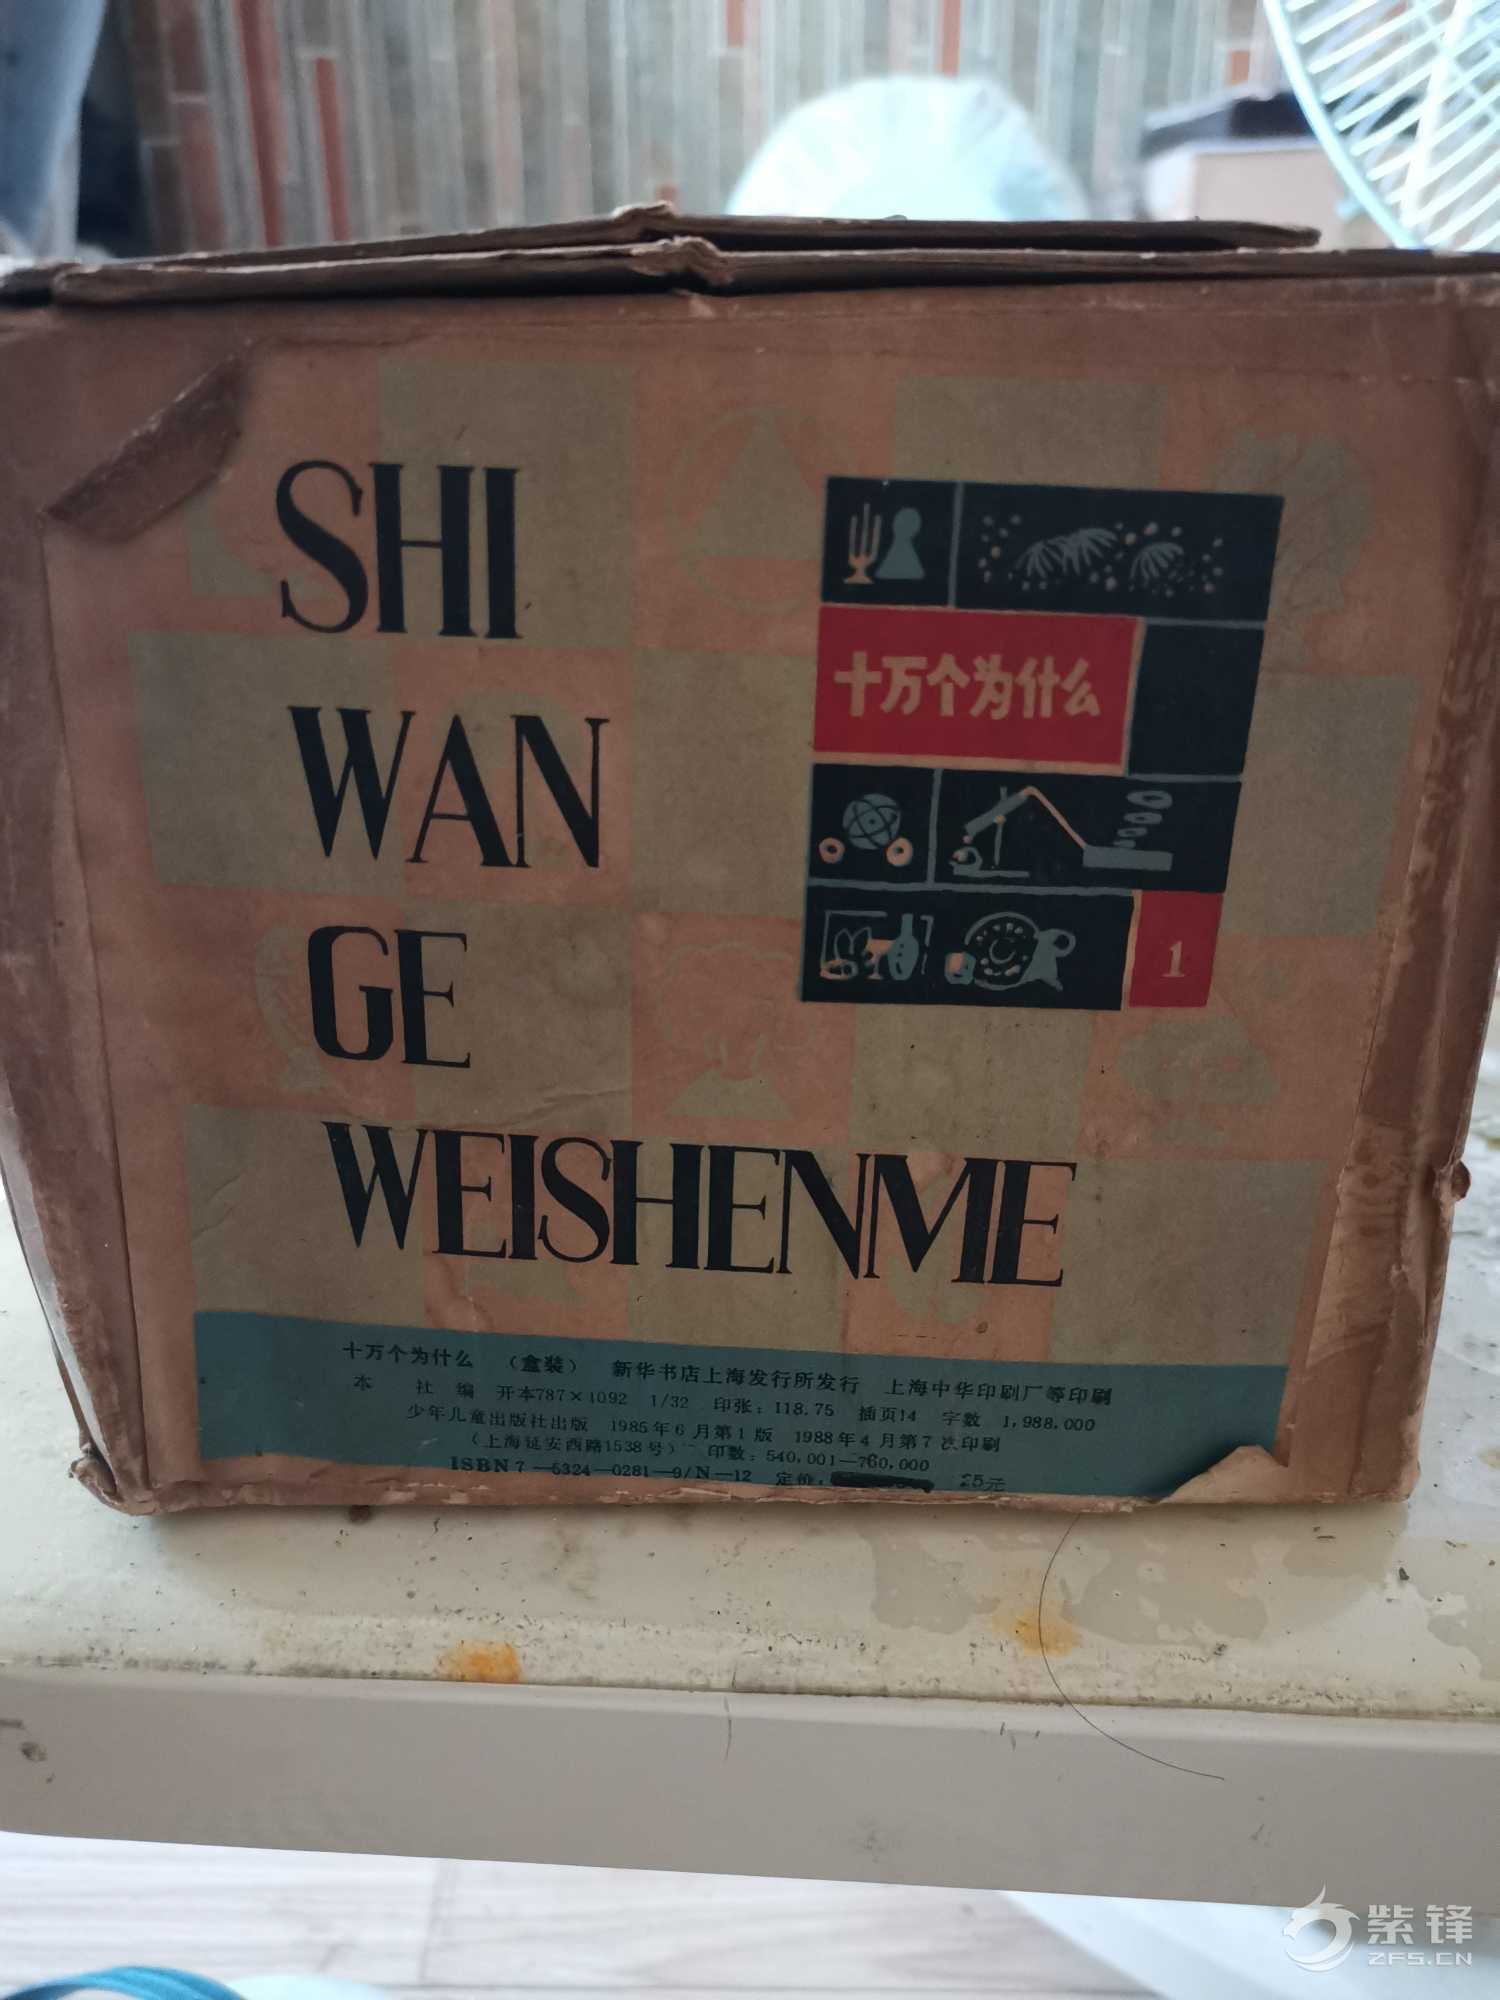 SHI
WAN
GE
WEISHENME
十万个为什么
1
十万个为什么 （盒装） 新华书店上海发行所发行 上海中华印刷厂等印刷
本 社 编 开本787×1092 1/32 印张：118.75 插页14 字数 1,988,000
少年儿童出版社出版 1985年6月第1版 1988年4月第7次印刷
（上海延安西路1538号） 印数：540,001—760,000
ISBN 7—5324—0281—9/N—12 定价： 25元
紫锋
ZFS.CN